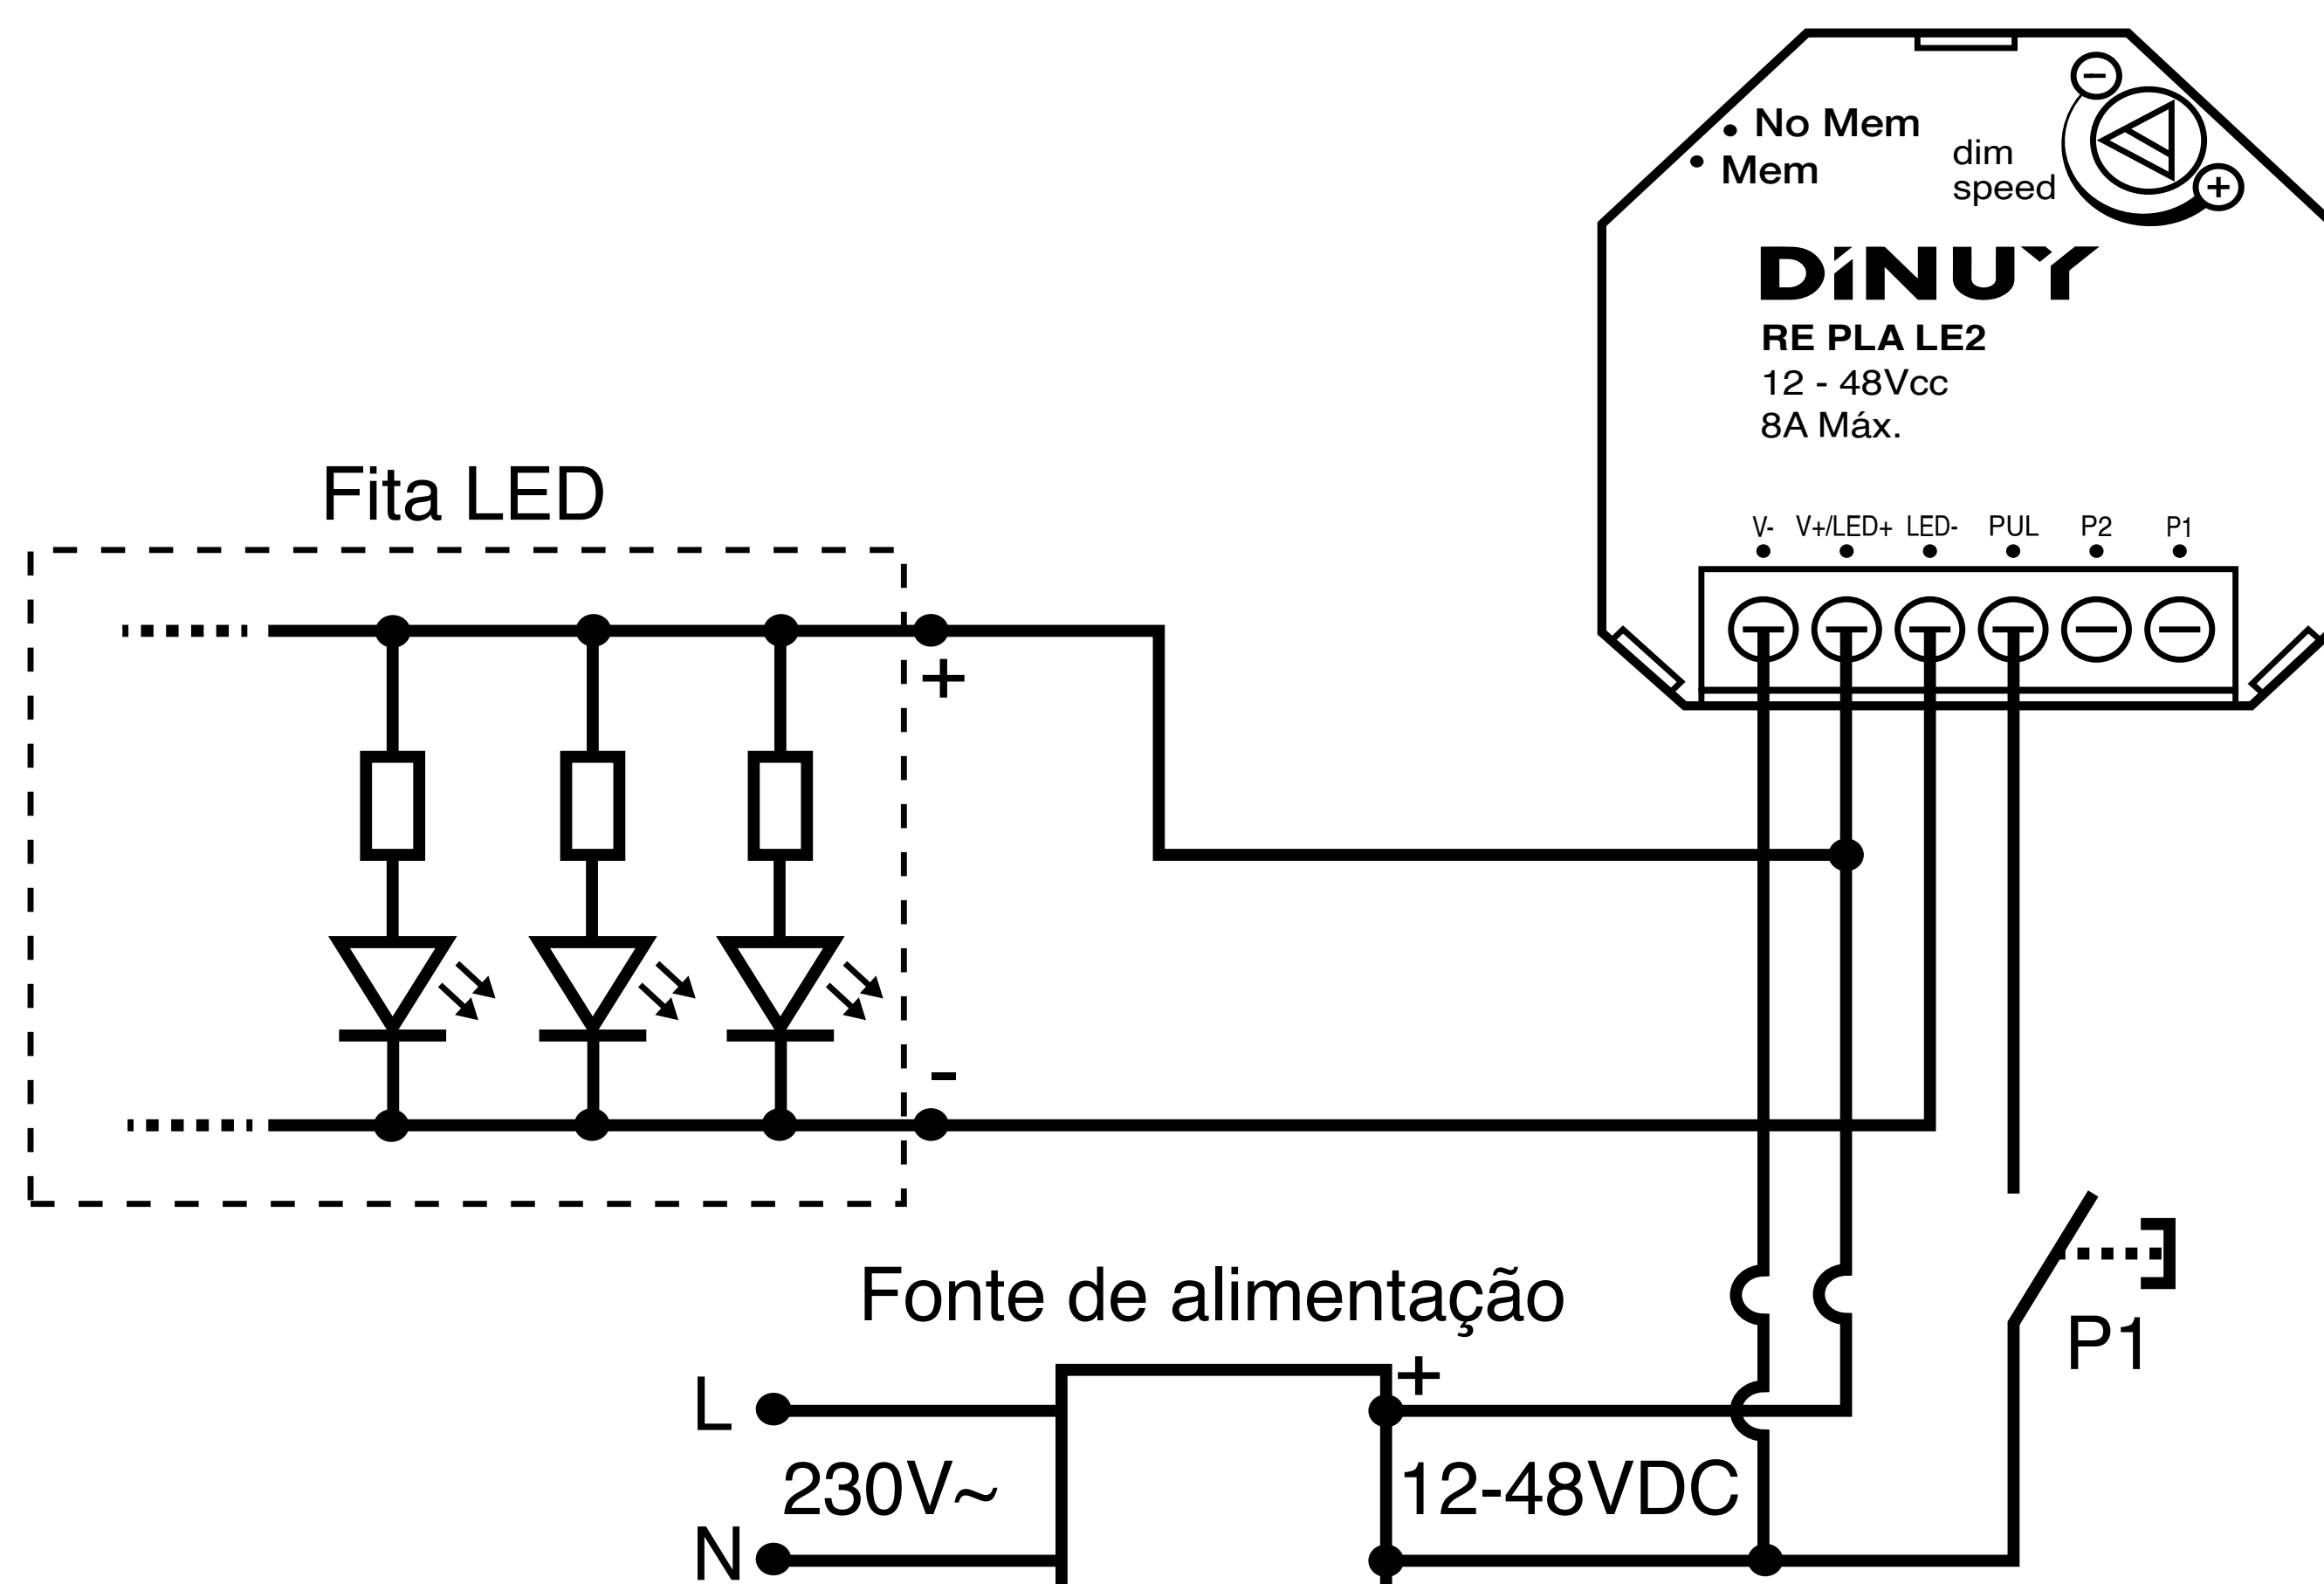 No Mem
Mem
dim
speed
DINUY
RE PLA LE2
12 - 48Vcc
8A Máx.
V- V+/LED+ LED- PUL P2 P1
Fita LED
+
-
Fonte de alimentação
P1
L
+
230V~
12-48VDC
N